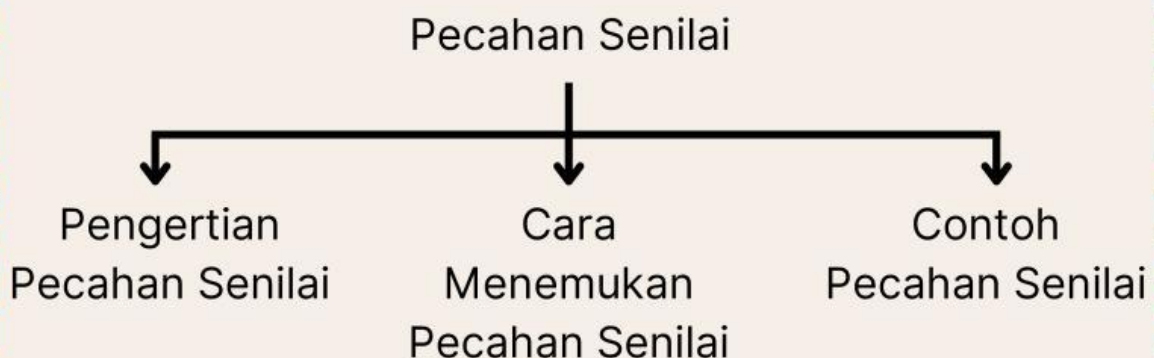 Pecahan Senilai
Pengertian
Pecahan Senilai
Cara
Menemukan
Pecahan Senilai
Contoh
Pecahan Senilai